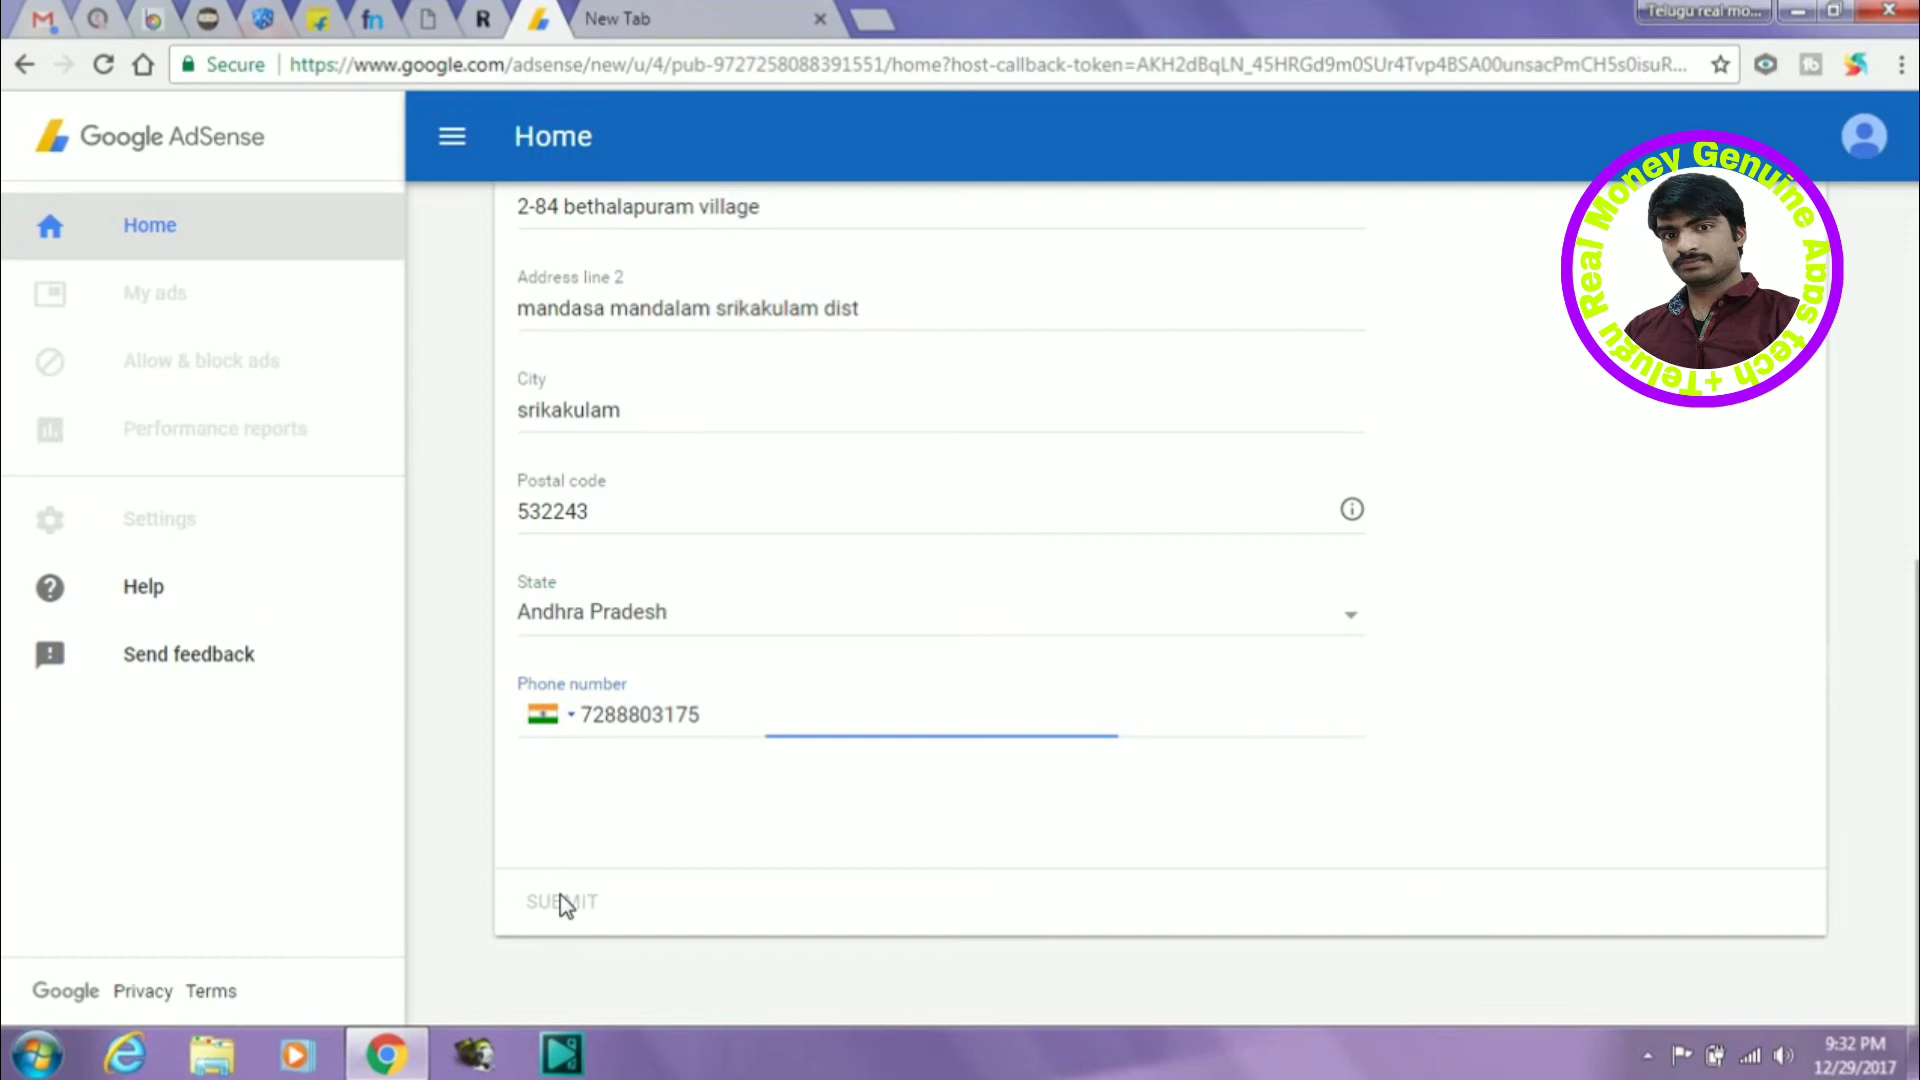 New Tab
Telugu real mo...
Secure
https://www.google.com/adsense/new/u/4/pub-9727258088391551/home?host-callback-token=AKH2dBqLN_45HRGd9m0SUr4Tvp4BSA00unsacPmCH5s0isuR...
Google AdSense
Home
Home
My ads
Allow & block ads
Performance reports
Settings
Help
Send feedback
Google Privacy Terms
2-84 bethalapuram village
Address line 2
mandasa mandalam srikakulam dist
City
srikakulam
Postal code
532243
State
Andhra Pradesh
Phone number
7288803175
SUBMIT
Telugu Real Money Genuine Apps tech +
9:32 PM
12/29/2017